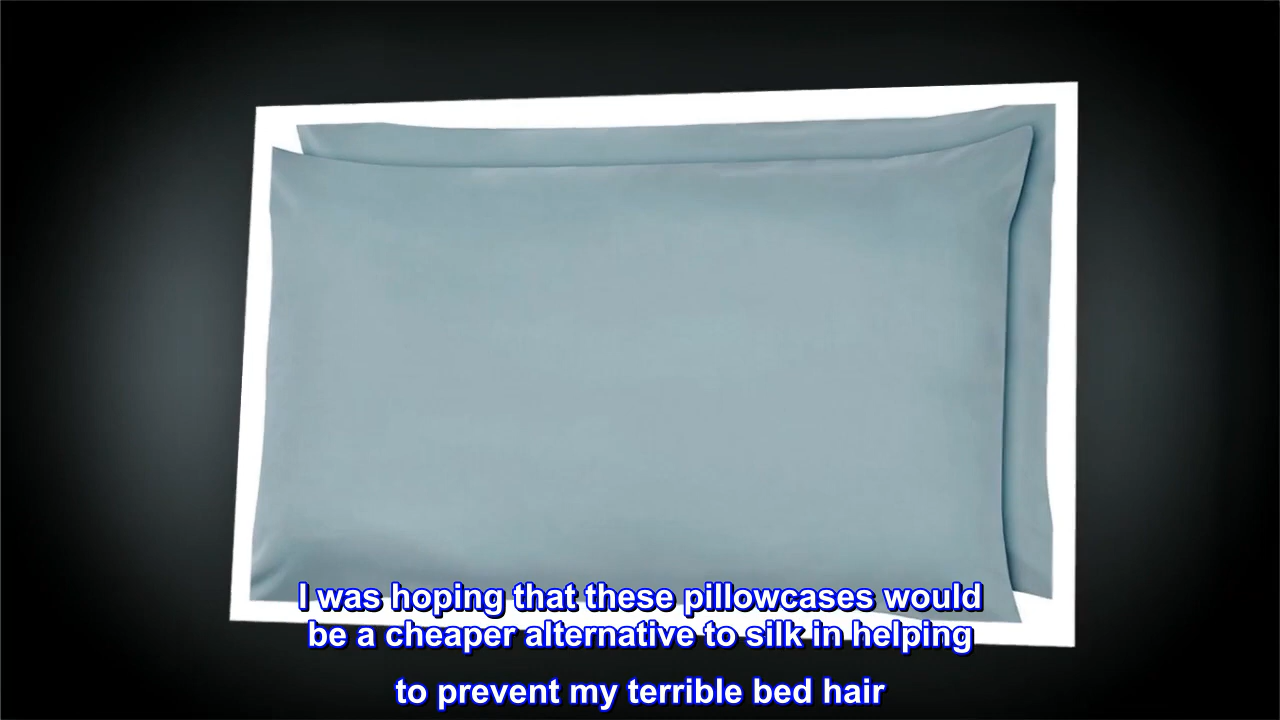 I was hoping that these pillowcases would
be a cheaper alternative to silk in helping
to prevent my terrible bed hair